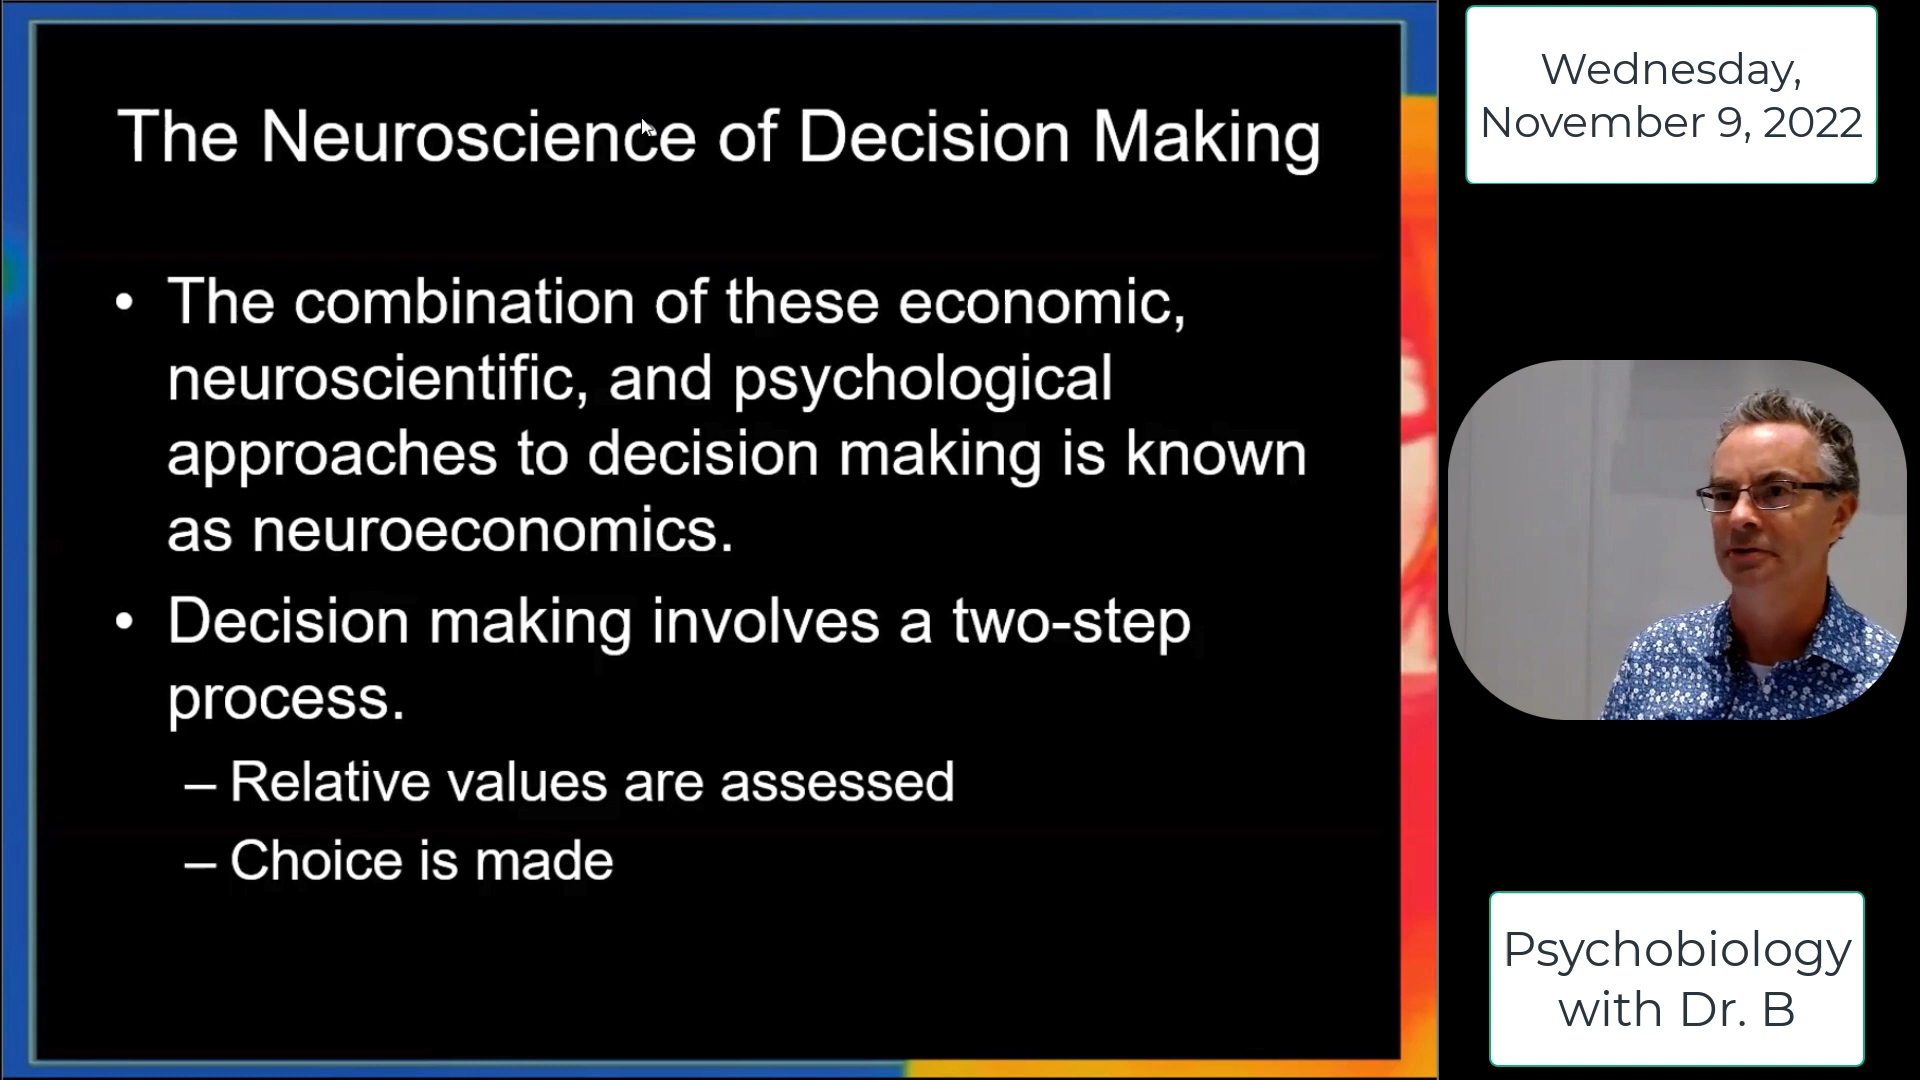 The Neuroscience of Decision Making
• The combination of these economic,
neuroscientific, and psychological
approaches to decision making is known
as neuroeconomics.
• Decision making involves a two-step
process.
– Relative values are assessed
– Choice is made
Wednesday,
November 9, 2022
Psychobiology
with Dr. B